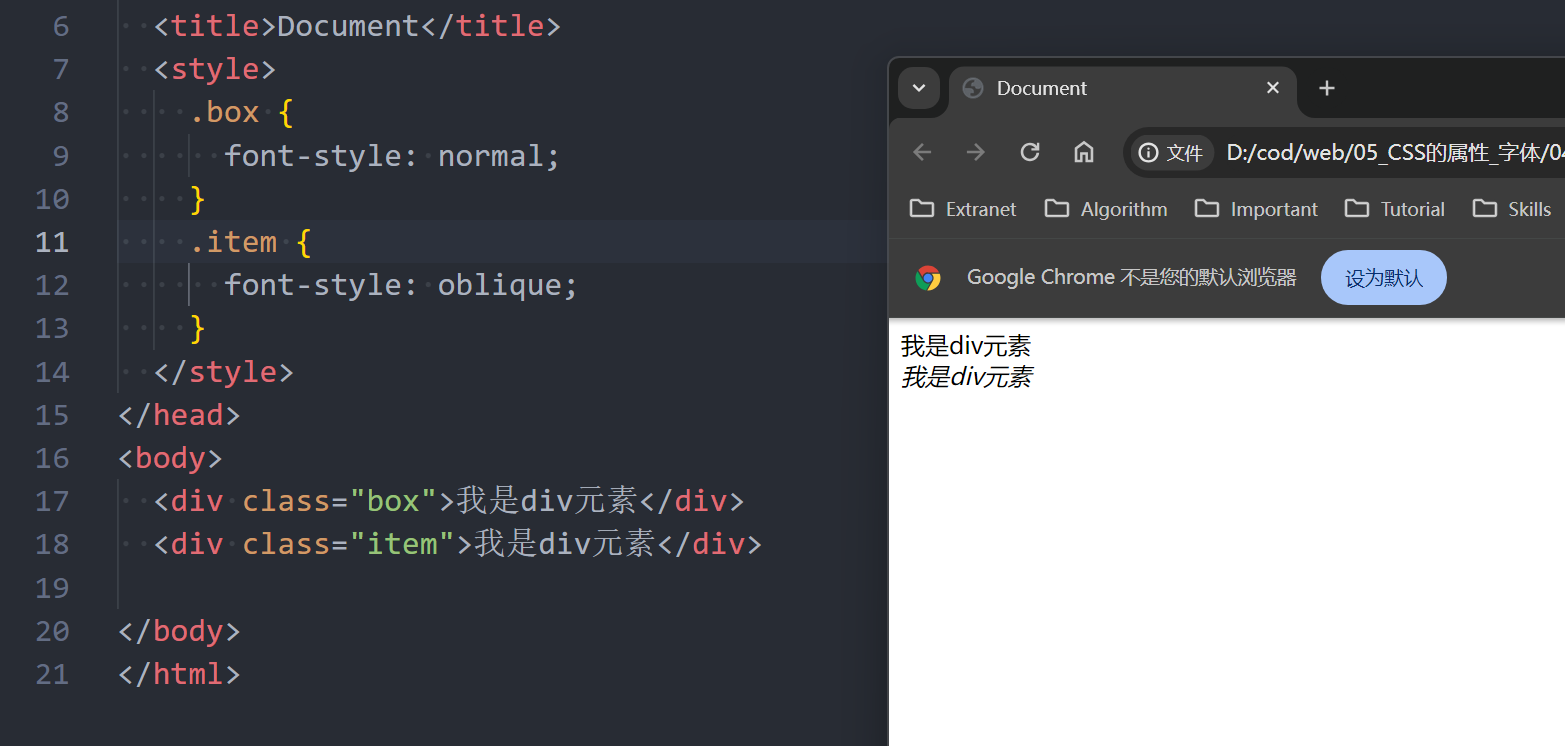 6 <title>Document</title>
7 <style>
8 .box {
9 font-style: normal;
10 }
11 .item {
12 font-style: oblique;
13 }
14 </style>
15 </head>
16 <body>
17 <div class="box">我是div元素</div>
18 <div class="item">我是div元素</div>
19
20 </body>
21 </html>
Document
文件 D:/cod/web/05_CSS的属性_字体/04
Extranet Algorithm Important Tutorial Skills
Google Chrome 不是您的默认浏览器 设为默认
我是div元素
我是div元素